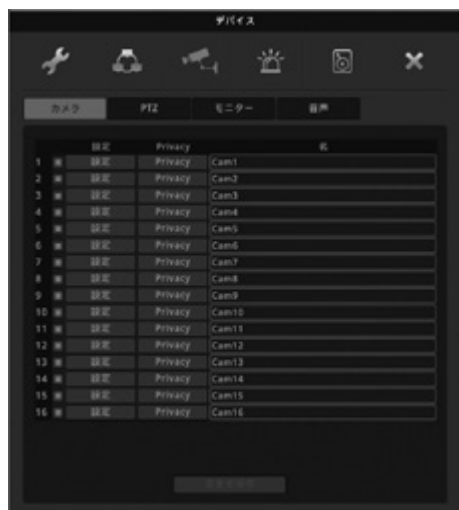 デバイス
カメラ PTZ モニター 音声
設定 Privacy 名
1 設定 Privacy Cam1
2 設定 Privacy Cam2
3 設定 Privacy Cam3
4 設定 Privacy Cam4
5 設定 Privacy Cam5
6 設定 Privacy Cam6
7 設定 Privacy Cam7
8 設定 Privacy Cam8
9 設定 Privacy Cam9
10 設定 Privacy Cam10
11 設定 Privacy Cam11
12 設定 Privacy Cam12
13 設定 Privacy Cam13
14 設定 Privacy Cam14
15 設定 Privacy Cam15
16 設定 Privacy Cam16